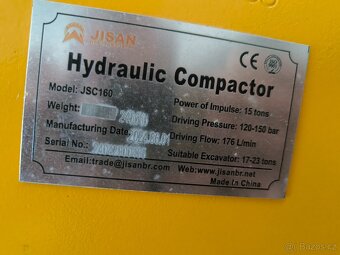 JISAN
CE
Hydraulic Compactor
Model: JSC160
Power of Impulse: 15 tons
Weight:
Driving Pressure: 120-150 bar
Manufacturing Date:
Driving Flow: 176 L/min
Serial No.:
Suitable Excavator: 17-23 tons
Email:trade@jisanbr.com Web:www.jisanbr.net
Made In China